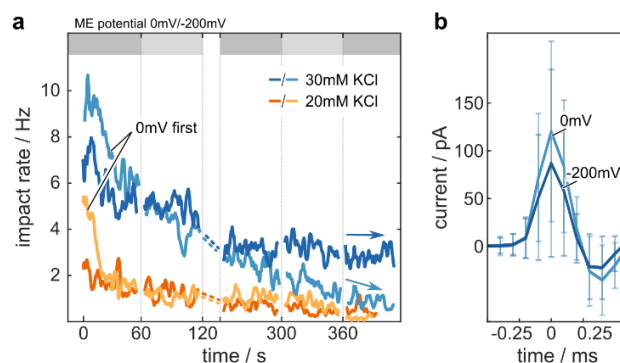 a
ME potential 0mV/-200mV
impact rate / Hz
10
8
6
4
2
0mV first
/ 30mM KCl
/ 20mM KCl
0 60 120 300 360
time / s
b
current / pA
150
100
50
0
0mV
-200mV
-0.25 0 0.25
time / ms